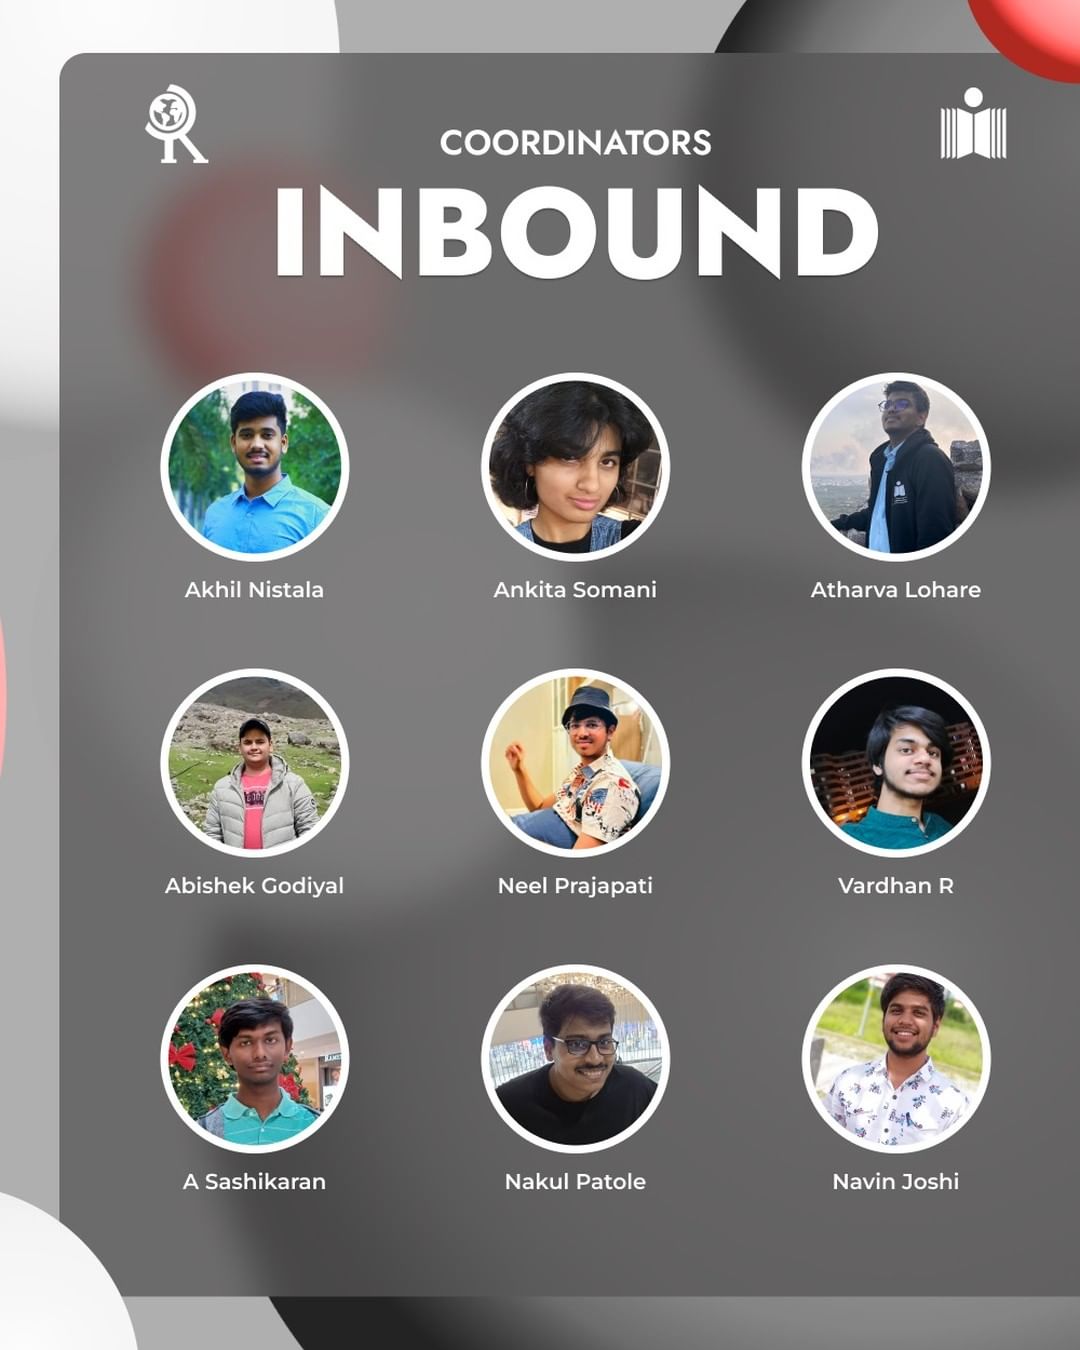 COORDINATORS
INBOUND
Akhil Nistala
Ankita Somani
Atharva Lohare
Abishek Godiyal
Neel Prajapati
Vardhan R
A Sashikaran
Nakul Patole
Navin Joshi